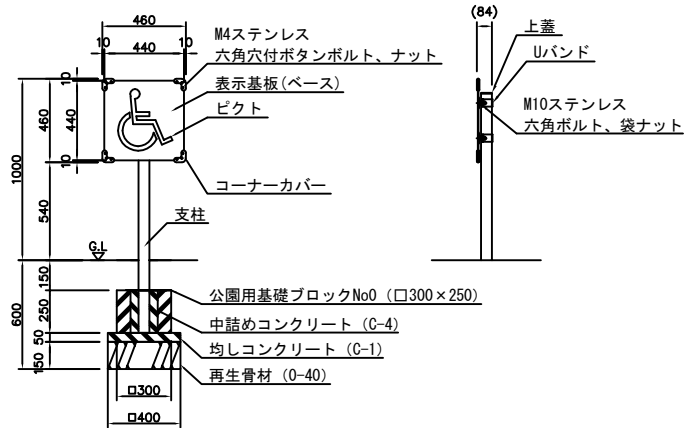 460
10
440
10
M4ステンレス
六角穴付ボタンボルト、ナット
表示基板(ベース)
ピクト
コーナーカバー
支柱
10
460
440
10
1000
540
G.L
150
600
250
50
150
公園用基礎ブロックNo0（□300×250）
中詰めコンクリート（C-4）
均しコンクリート（C-1）
再生骨材（0-40）
□300
□400
(84)
上蓋
Uバンド
M10ステンレス
六角ボルト、袋ナット